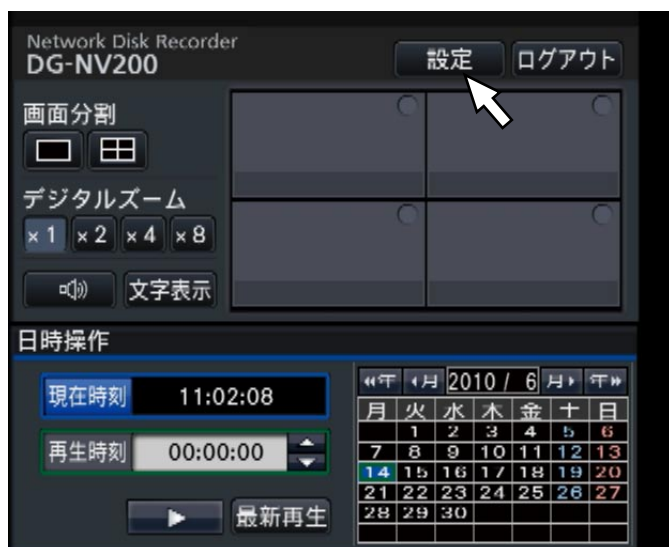 Network Disk Recorder
DG-NV200
設定 ログアウト
画面分割
デジタルズーム
×1 ×2 ×4 ×8
文字表示
日時操作
現在時刻 11:02:08
再生時刻 00:00:00
最新再生
年 月 2010 / 6 月 年
月 火 水 木 金 土 日
1 2 3 4 5 6
7 8 9 10 11 12 13
14 15 16 17 18 19 20
21 22 23 24 25 26 27
28 29 30